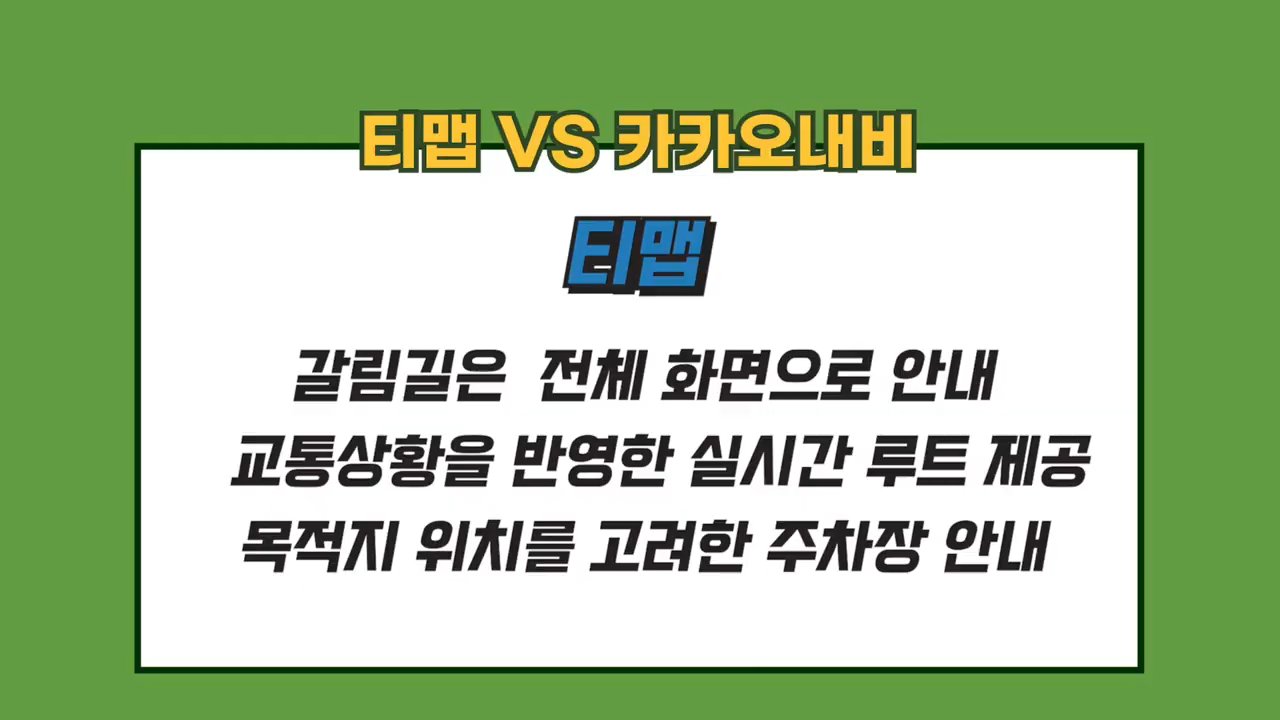 티맵 VS 카카오내비
티맵
갈림길은 전체 화면으로 안내
교통상황을 반영한 실시간 루트 제공
목적지 위치를 고려한 주차장 안내